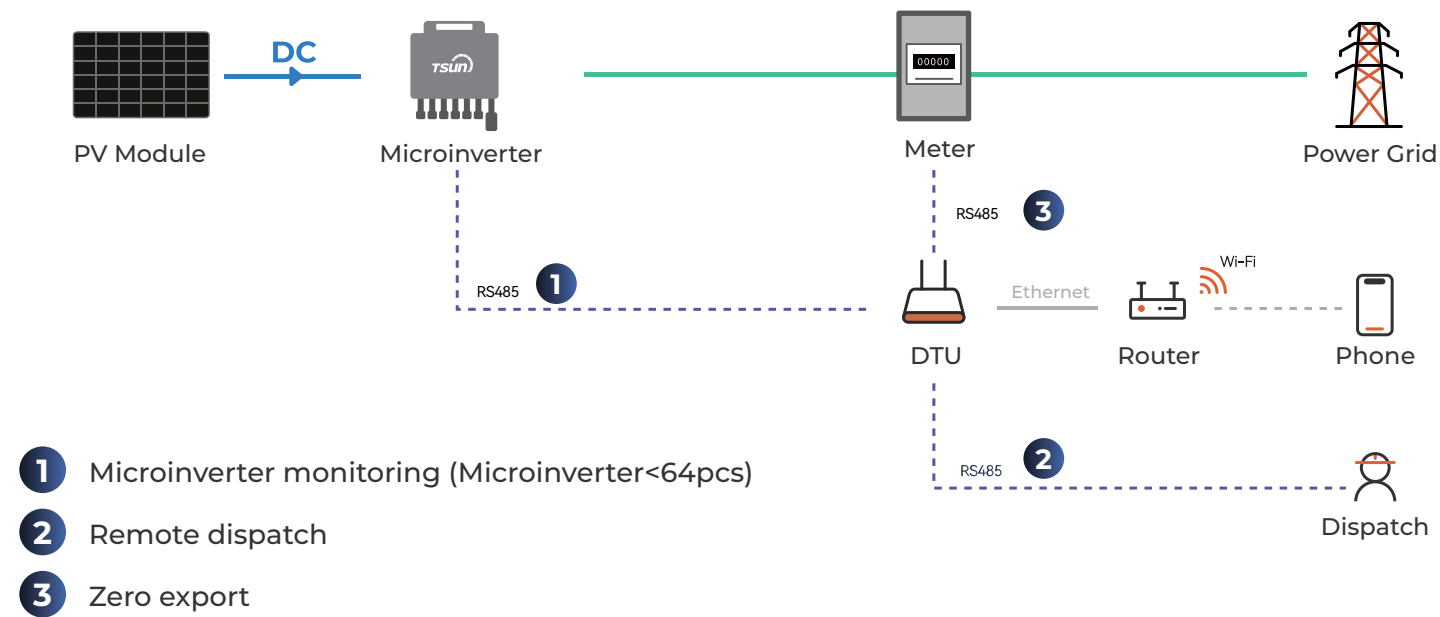 DC
TSUN
00000
PV Module
Microinverter
Meter
Power Grid
RS485
3
Wi-Fi
RS485
1
Ethernet
DTU
Router
Phone
1
Microinverter monitoring (Microinverter<64pcs)
RS485
2
2
Remote dispatch
Dispatch
3
Zero export